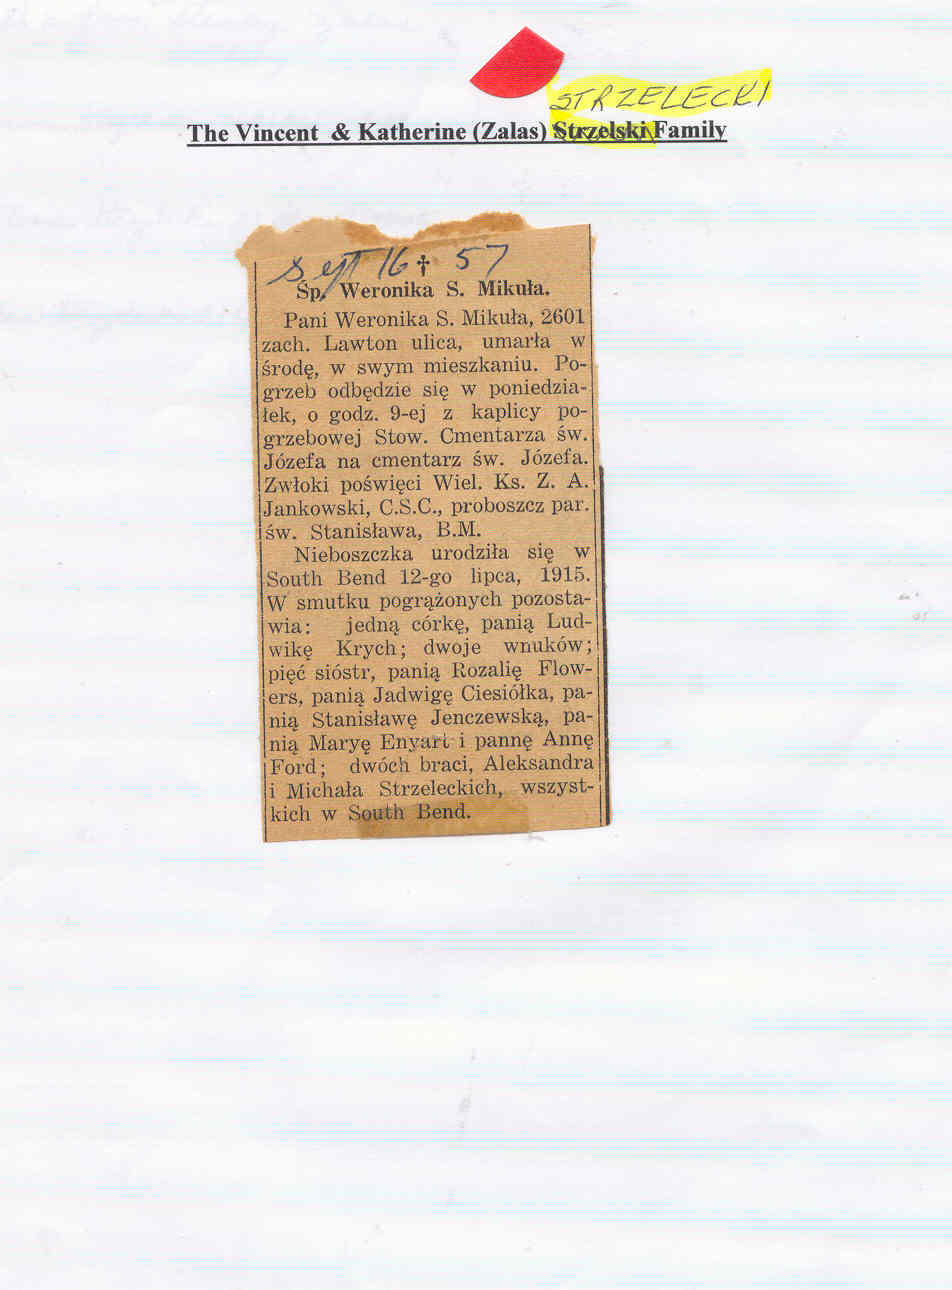 STRZELECKI
The Vincent & Katherine (Zalas) Strzelski Family
Sept 16 57
†
Śp. Weronika S. Mikuła.
Pani Weronika S. Mikuła, 2601
zach. Lawton ulica, umarła w
środę, w swym mieszkaniu. Po-
grzeb odbędzie się w poniedzia-
łek, o godz. 9-ej z kaplicy po-
grzebowej Stow. Cmentarza św.
Józefa na cmentarz św. Józefa.
Zwłoki poświęci Wiel. Ks. Z. A.
Jankowski, C.S.C., proboszcz par.
św. Stanisława, B.M.
Nieboszczka urodziła się w
South Bend 12-go lipca, 1915.
W smutku pogrążonych pozosta-
wia: jedną córkę, panią Lud-
wikę Krych; dwoje wnuków;
pięć sióstr, panią Rozalię Flow-
ers, panią Jadwigę Ciesiółka, pa-
nią Stanisławę Jenczewską, pa-
nią Maryę Enyart i pannę Annę
Ford; dwóch braci, Aleksandra
i Michała Strzeleckich, wszyst-
kich w South Bend.